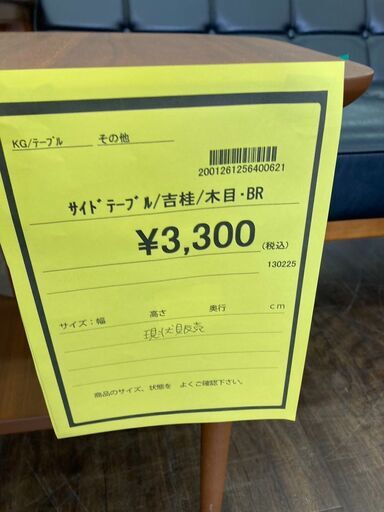 KG/ﾃｰﾌﾞﾙ その他
2001261256400621
ｻｲﾄﾞﾃｰﾌﾞﾙ/吉桂/木目・BR
¥3,300(税込)
130225
サイズ：幅 高さ 奥行 ｃｍ
現状販売
商品のサイズ、状態を よくご確認下さい。